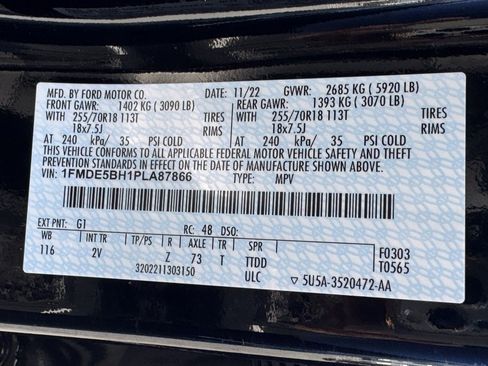 MFD. BY FORD MOTOR CO. 11/22 GVWR: 2685 KG ( 5920 LB)
FRONT GAWR: 1402 KG ( 3090 LB) REAR GAWR: 1393 KG ( 3070 LB)
WITH 255/70R18 113T TIRES WITH 255/70R18 113T TIRES
18x7.5J 18x7.5J
AT 240 kPa/ 35 PSI COLD AT 240 kPa/ 35 PSI COLD
THIS VEHICLE CONFORMS TO ALL APPLICABLE FEDERAL MOTOR VEHICLE SAFETY AND THEFT
PREVENTION STANDARDS IN EFFECT ON THE DATE OF MANUFACTURE SHOWN ABOVE.
VIN: 1FMDE5BH1PLA87866 TYPE: MPV
EXT PNT: G1 RC: 48 DSO:
WB INT TR TP/PS R AXLE TR SPR F0303
116 2V Z 73 T TTDD T0565
3202211303150 ULC 5U5A-3520472-AA